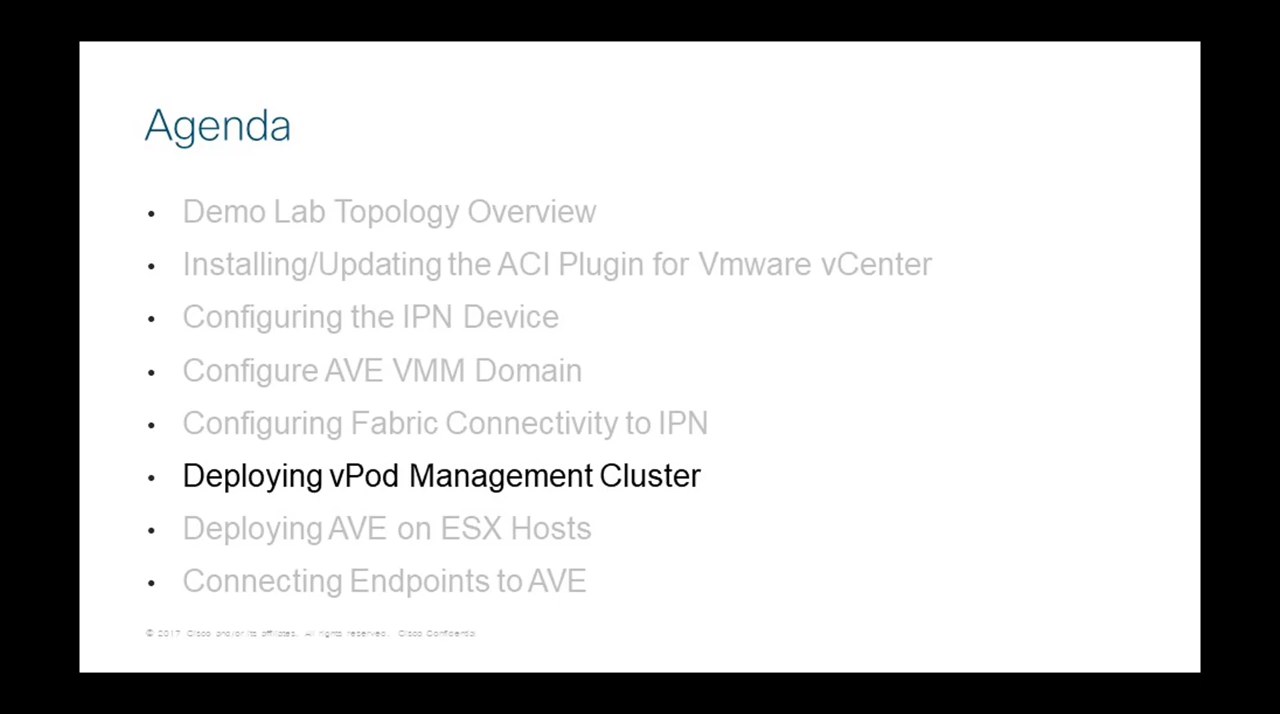 Agenda
• Demo Lab Topology Overview
• Installing/Updating the ACI Plugin for Vmware vCenter
• Configuring the IPN Device
• Configure AVE VMM Domain
• Configuring Fabric Connectivity to IPN
• Deploying vPod Management Cluster
• Deploying AVE on ESX Hosts
• Connecting Endpoints to AVE
© 2017 Cisco and/or its affiliates. All rights reserved. Cisco Confidential